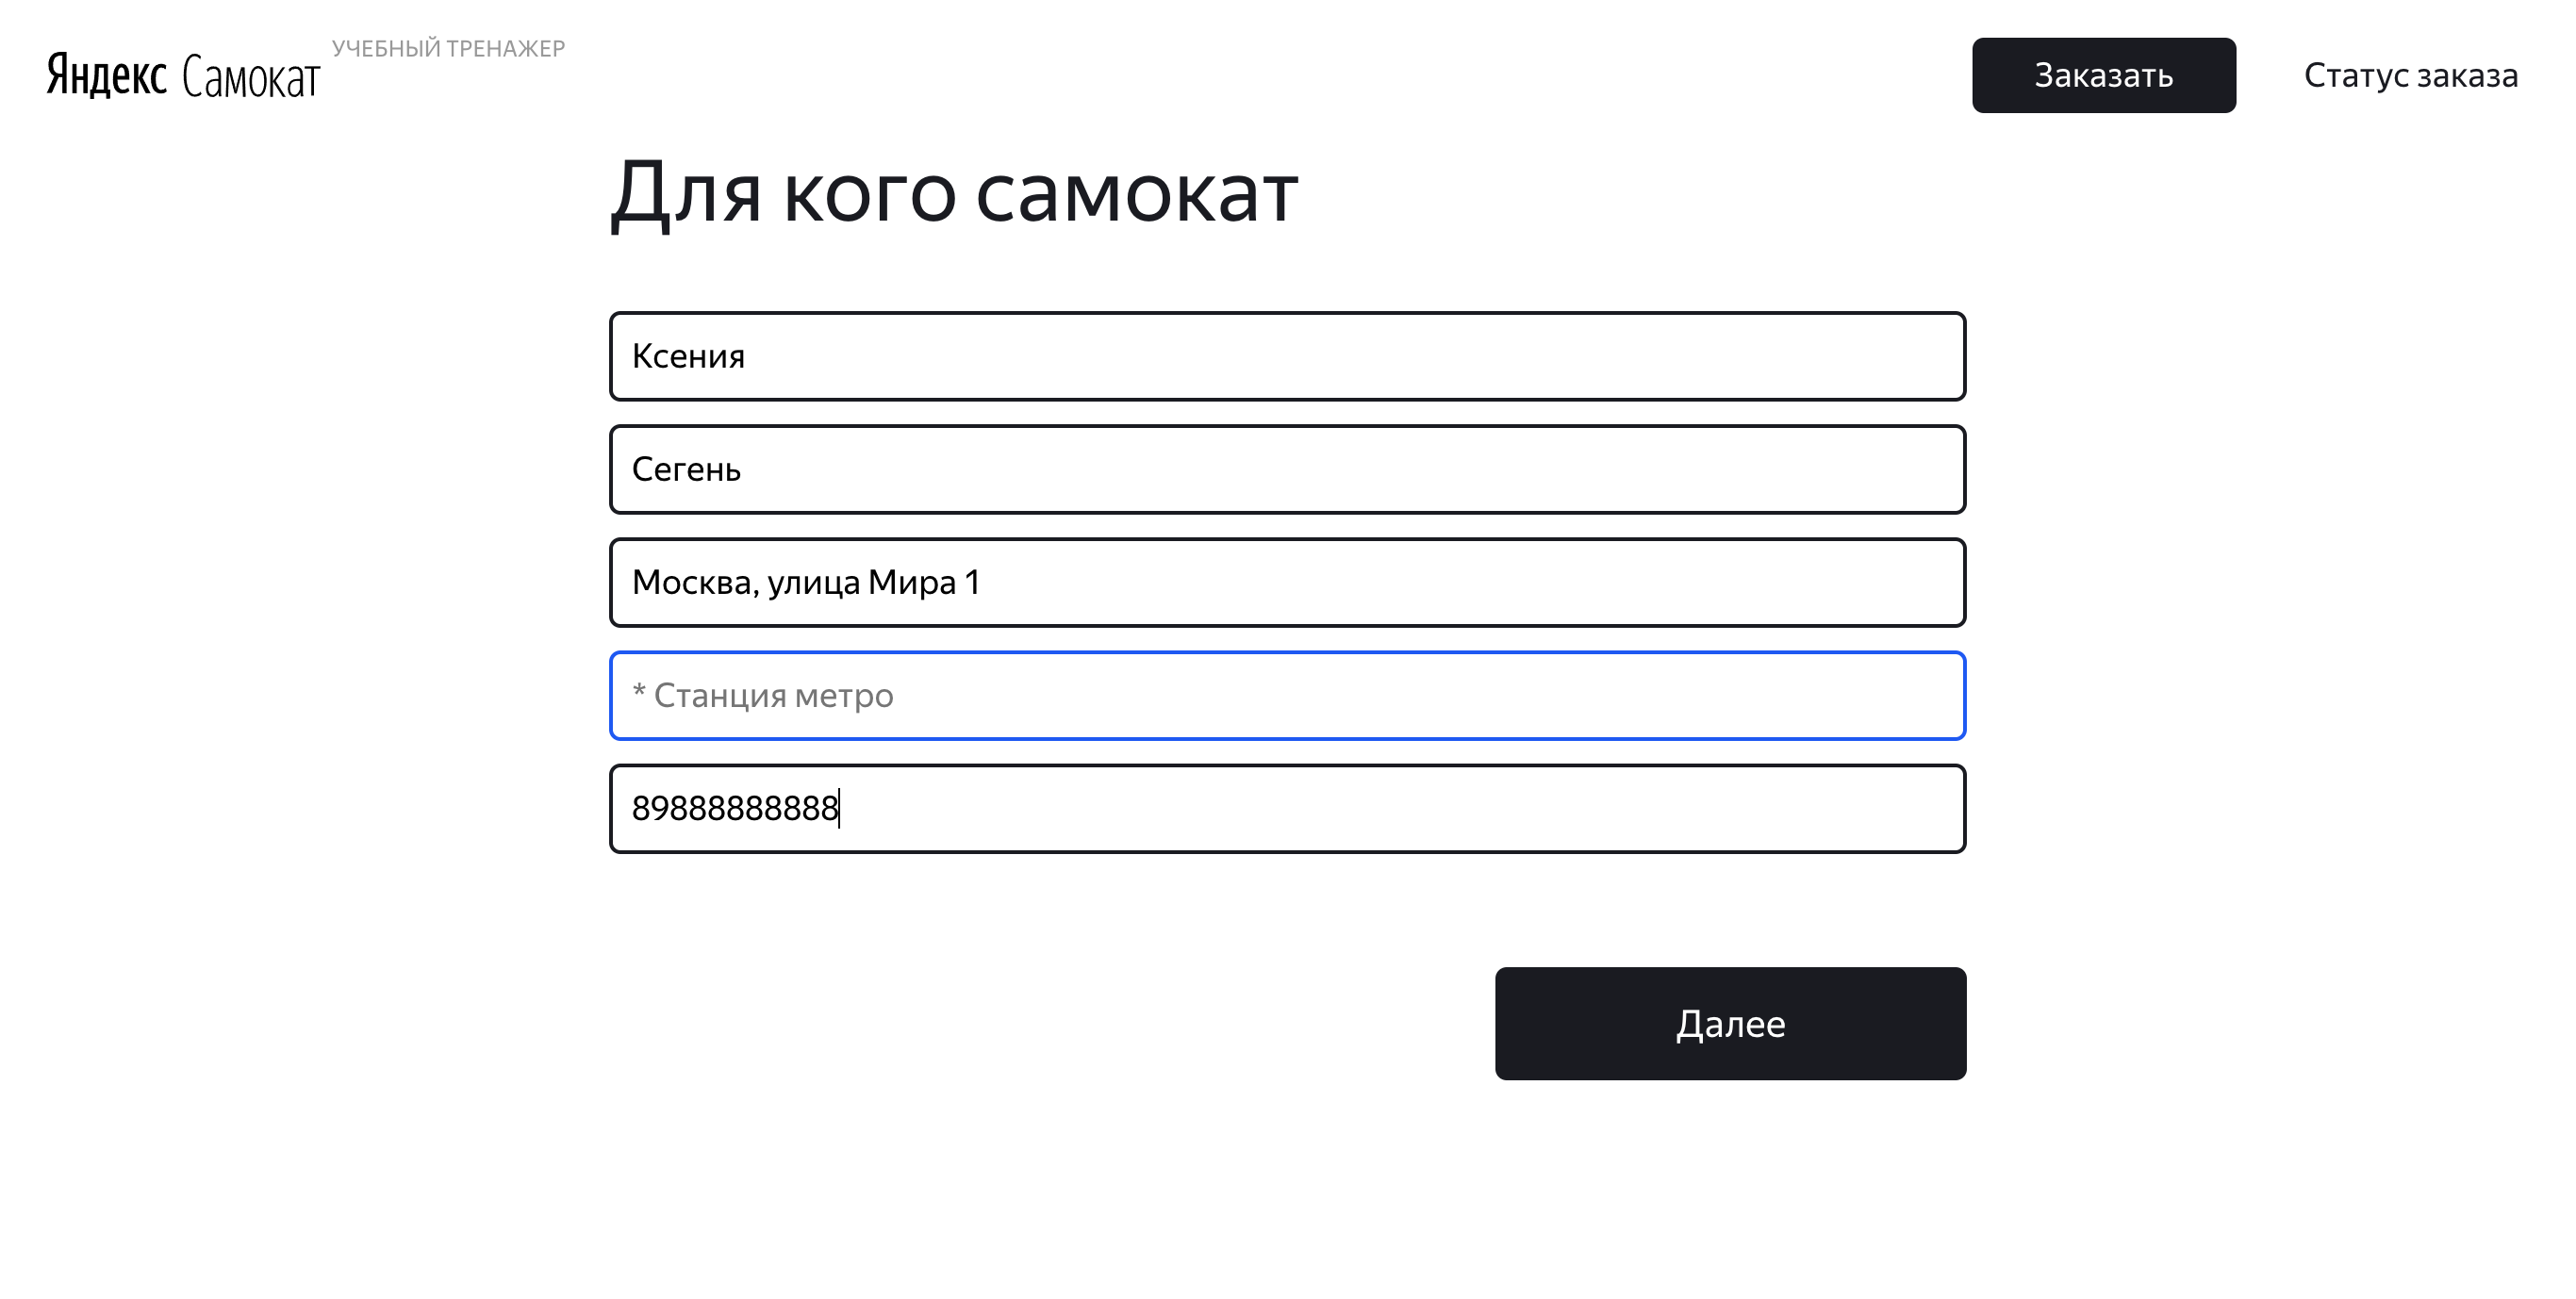 Яндекс Самокат
УЧЕБНЫЙ ТРЕНАЖЕР
Заказать
Статус заказа
Для кого самокат
Ксения
Сегень
Москва, улица Мира 1
* Станция метро
89888888888
Далее